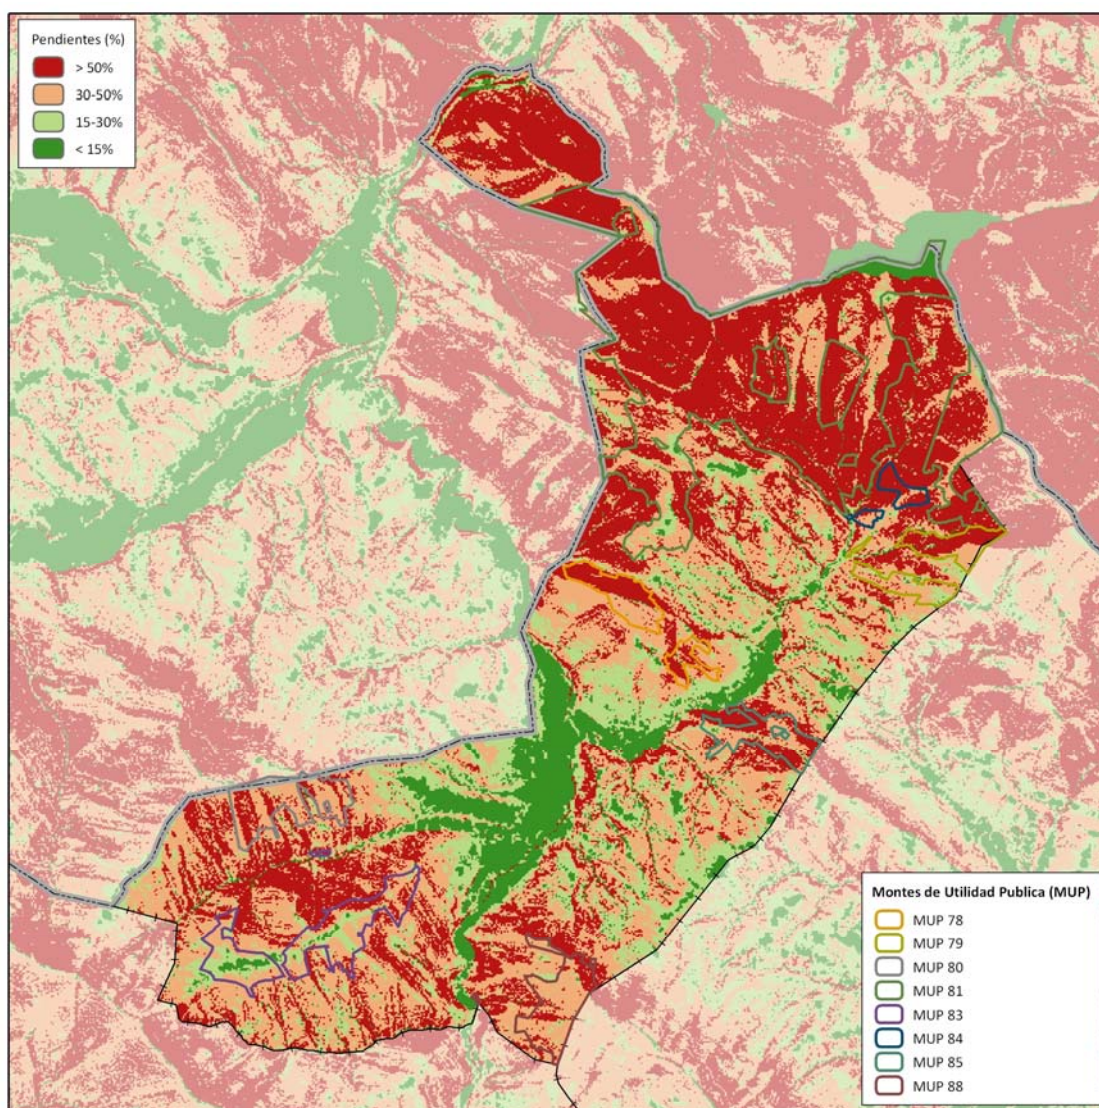 Pendientes (%)
> 50%
30-50%
15-30%
< 15%
Montes de Utilidad Publica (MUP)
MUP 78
MUP 79
MUP 80
MUP 81
MUP 83
MUP 84
MUP 85
MUP 88